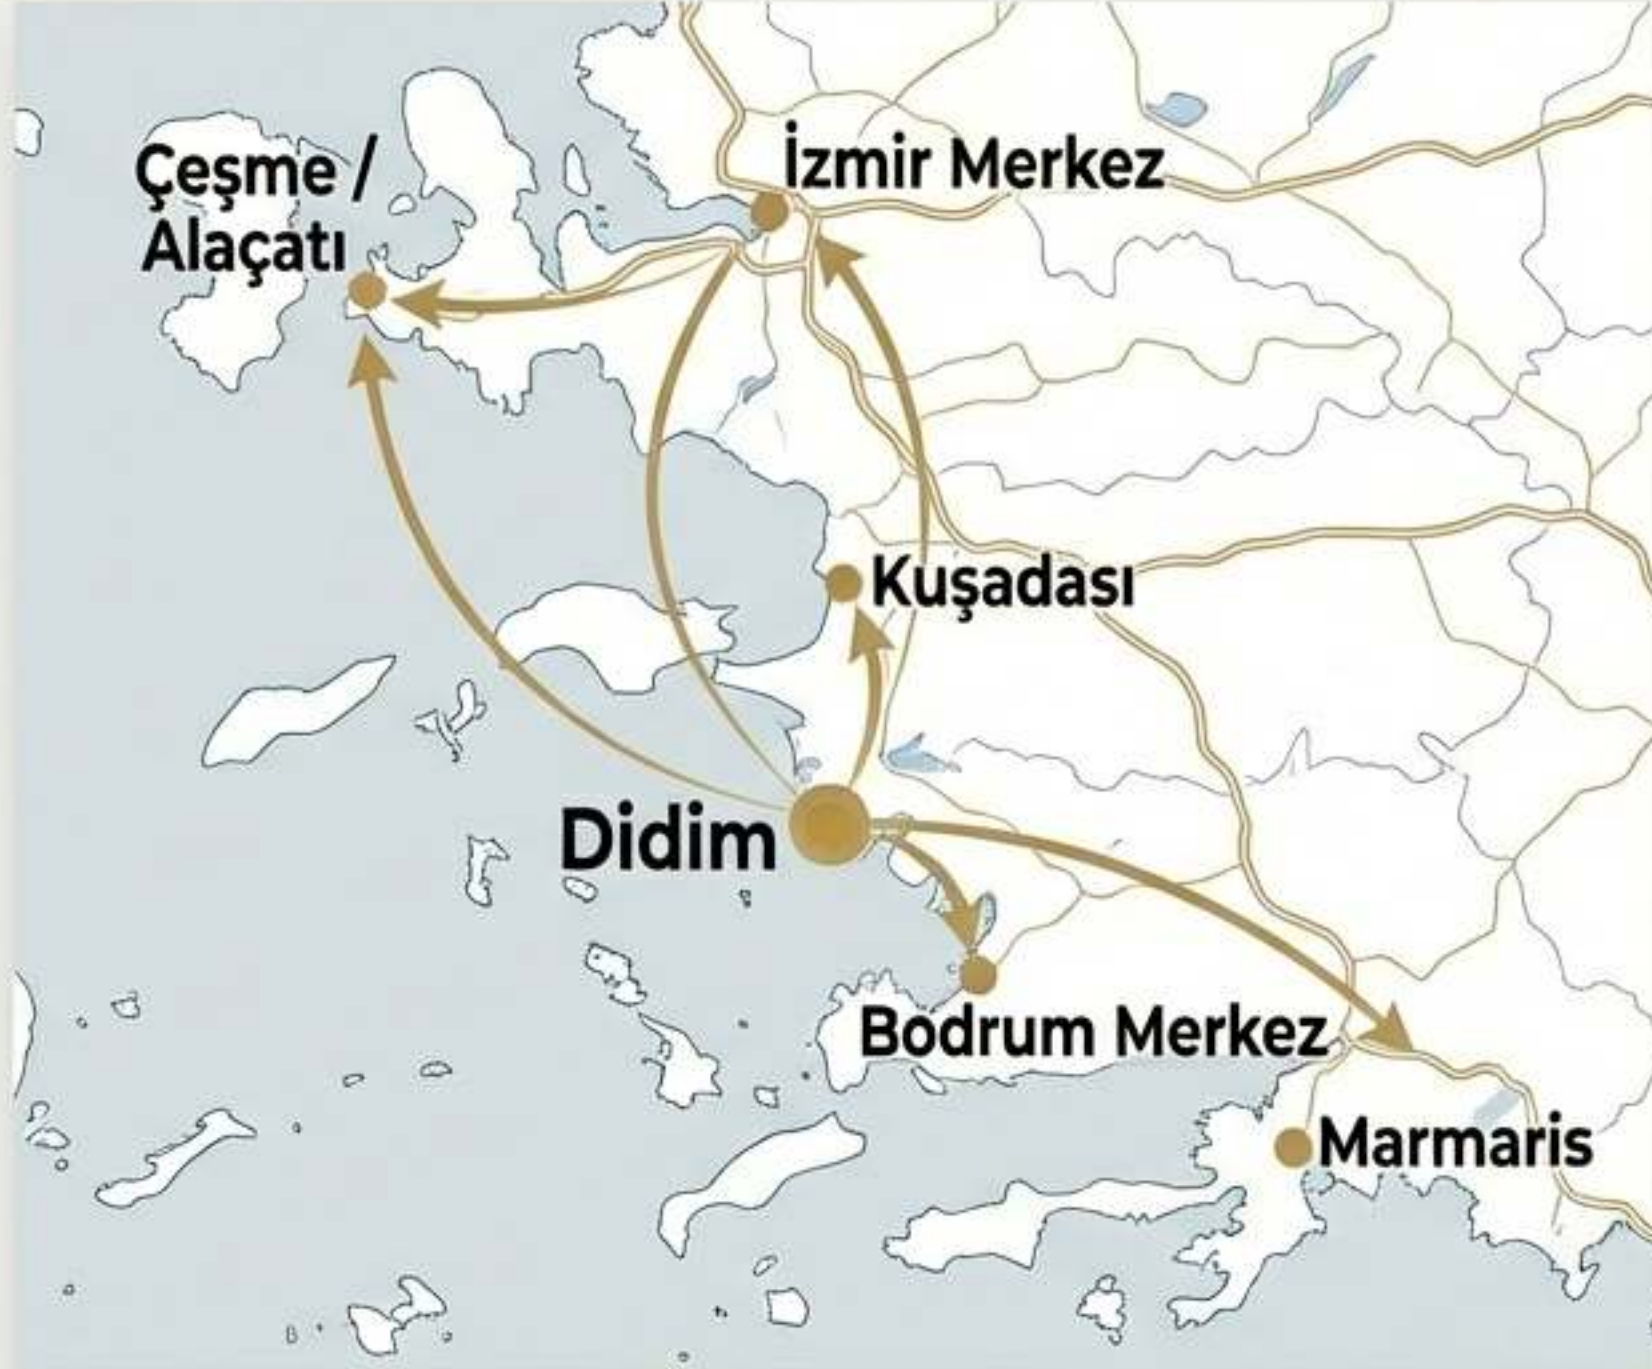 Çeşme /
Alaçatı
İzmir Merkez
Kuşadası
Didim
Bodrum Merkez
Marmaris